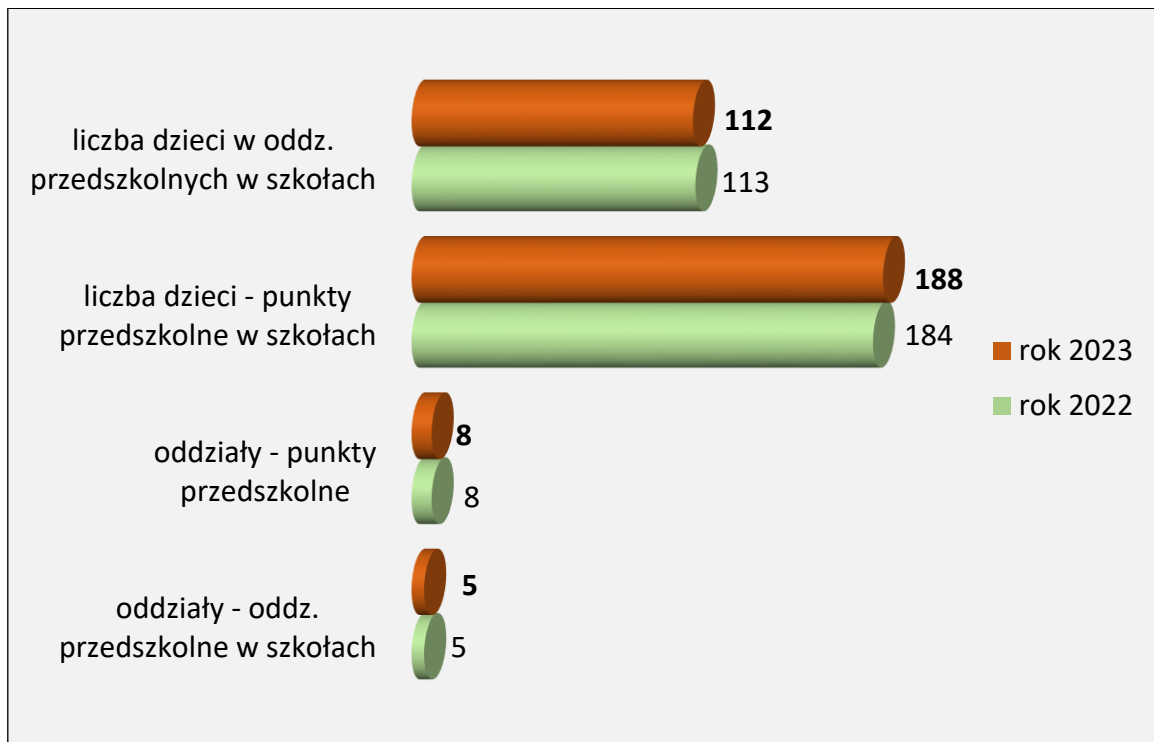 liczba dzieci w oddz.
przedszkolnych w szkołach
112
113
liczba dzieci - punkty
przedszkolne w szkołach
188
184
oddziały - punkty
przedszkolne
8
8
oddziały - oddz.
przedszkolne w szkołach
5
5
rok 2023
rok 2022